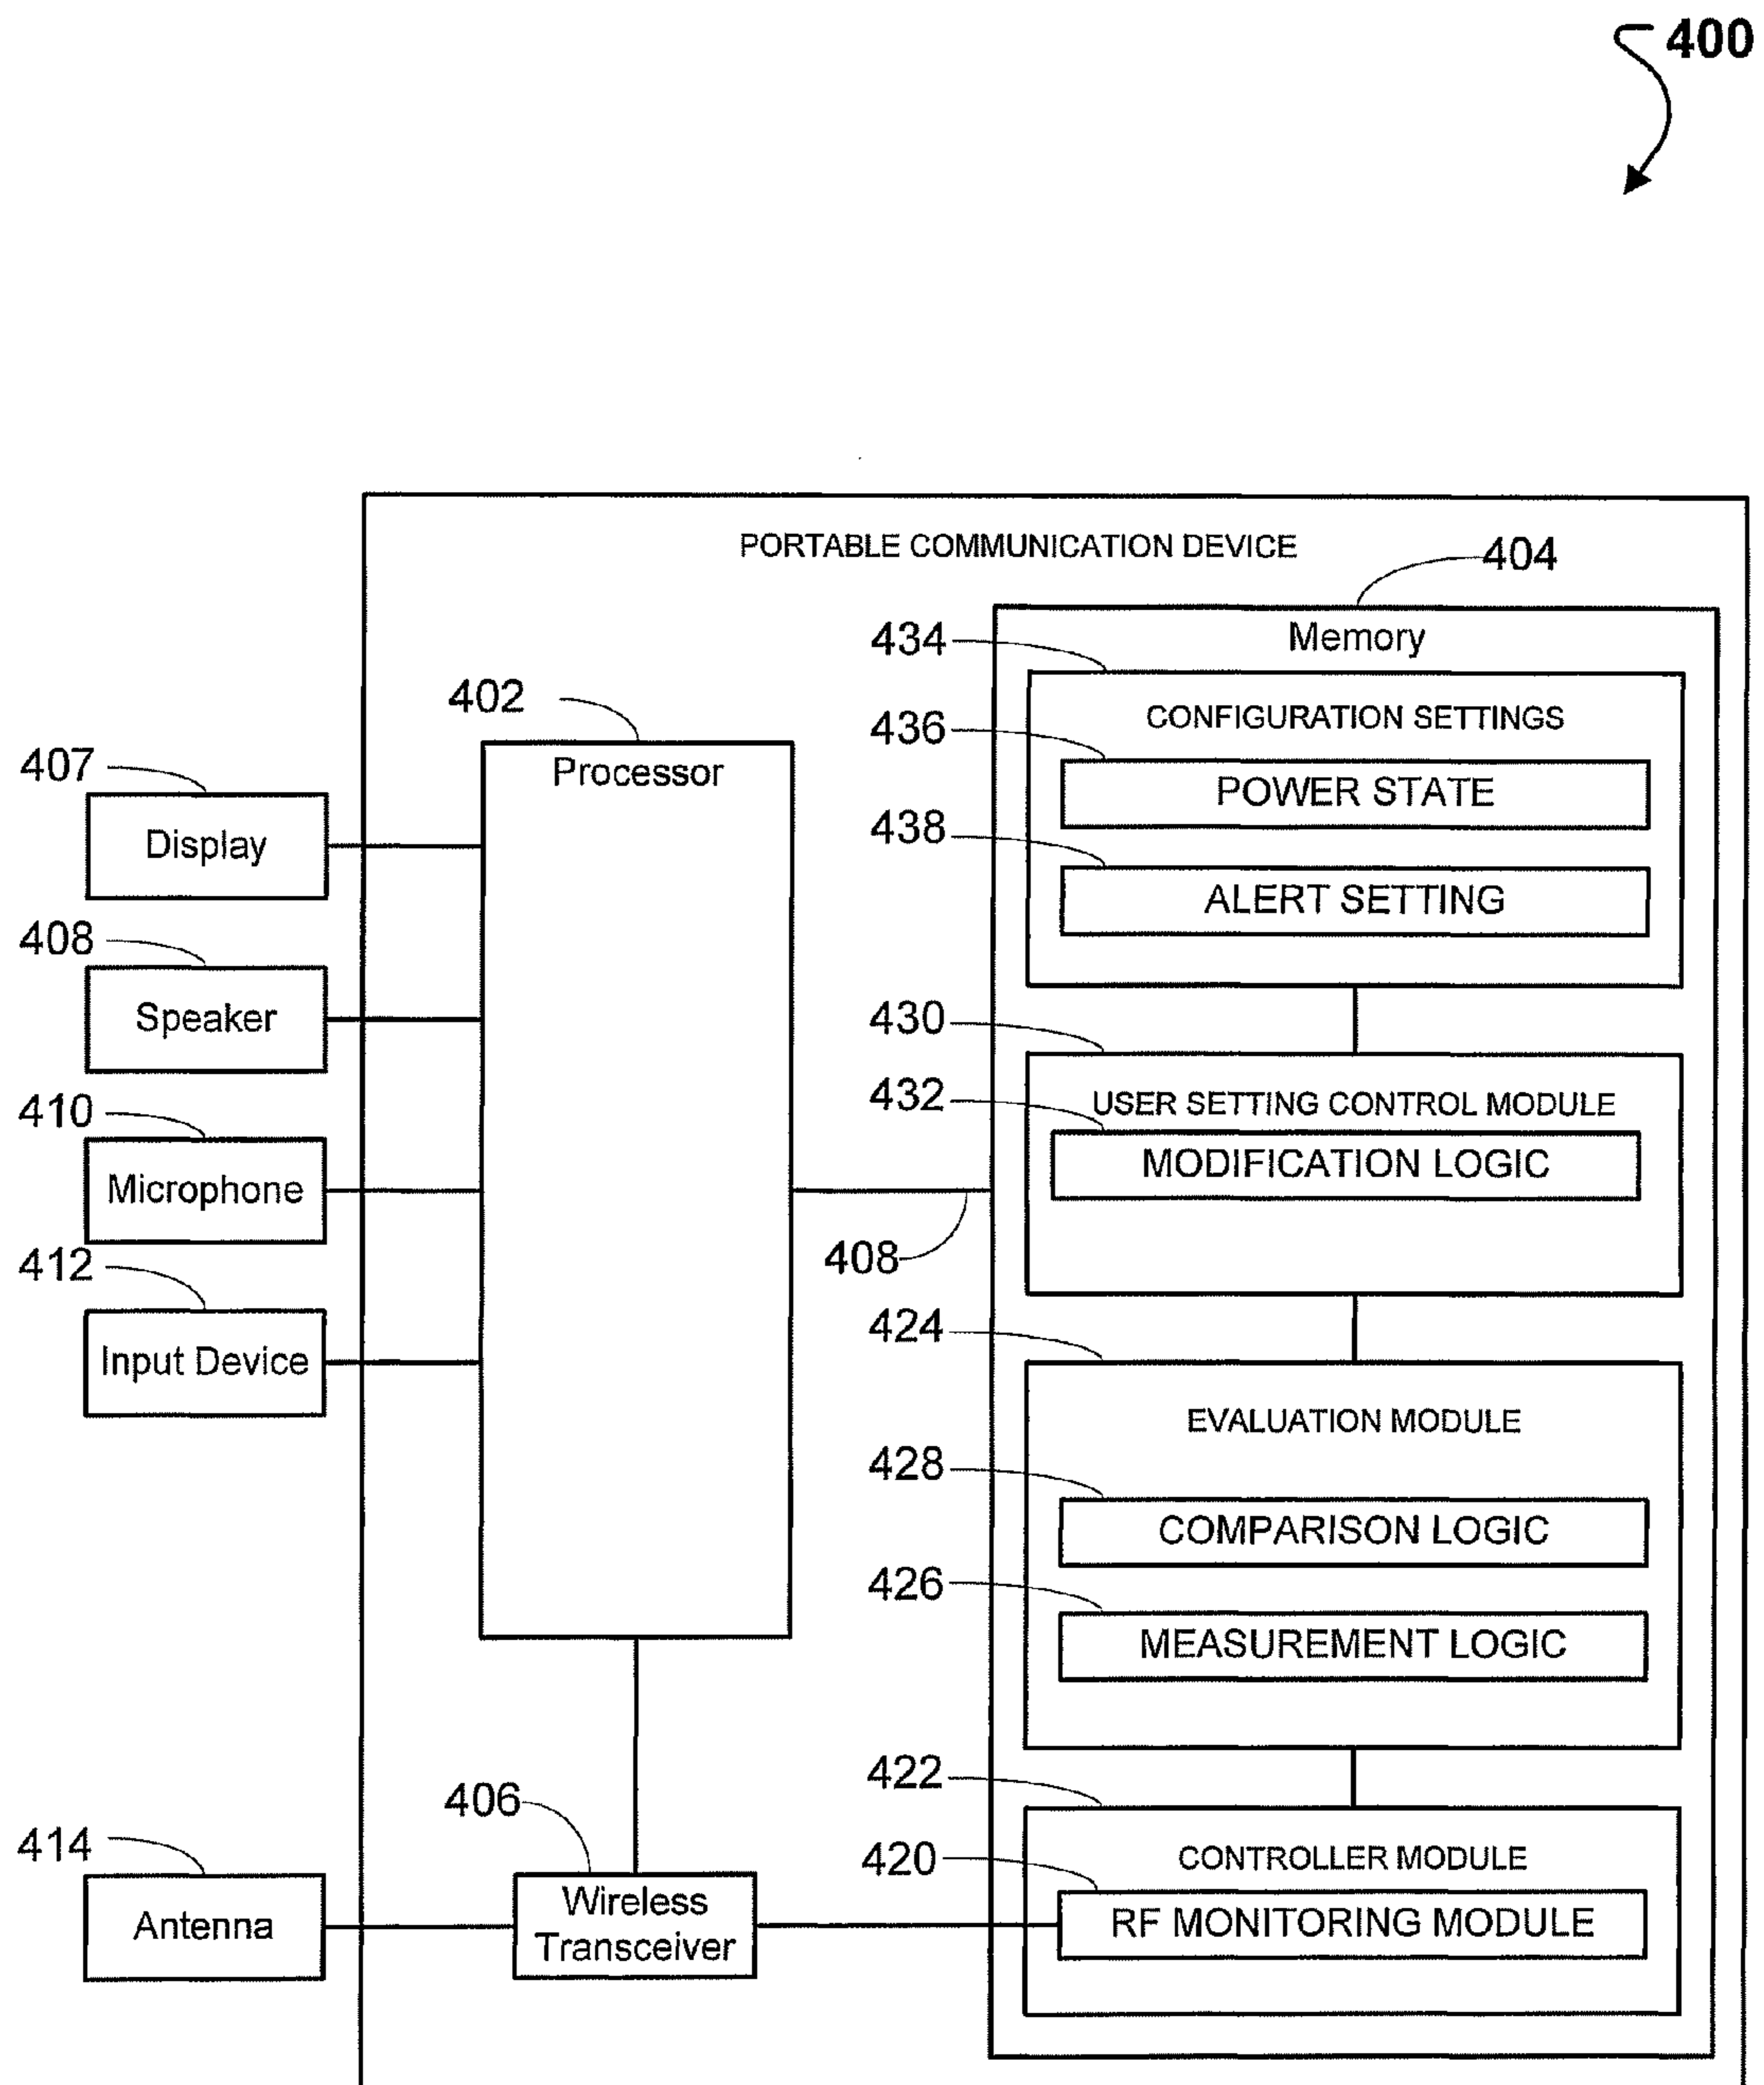 400
PORTABLE COMMUNICATION DEVICE
404
434
Memory
402
CONFIGURATION SETTINGS
436
407
Processor
POWER STATE
438
Display
ALERT SETTING
408
Speaker
430
432
410
USER SETTING CONTROL MODULE
MODIFICATION LOGIC
Microphone
408
412
424
Input Device
EVALUATION MODULE
428
COMPARISON LOGIC
426
MEASUREMENT LOGIC
422
406
414
420
CONTROLLER MODULE
Antenna
Wireless
Transceiver
RF MONITORING MODULE